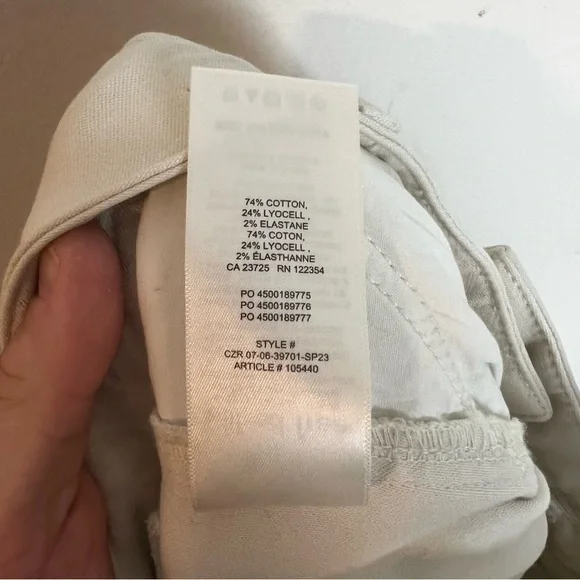 74% COTTON,
24% LYOCELL ,
2% ELASTANE
74% COTON,
24% LYOCELL ,
2% ÉLASTHANNE
CA 23725 RN 122354
PO 4500189775
PO 4500189776
PO 4500189777
STYLE #
CZR 07-06-39701-SP23
ARTICLE # 105440